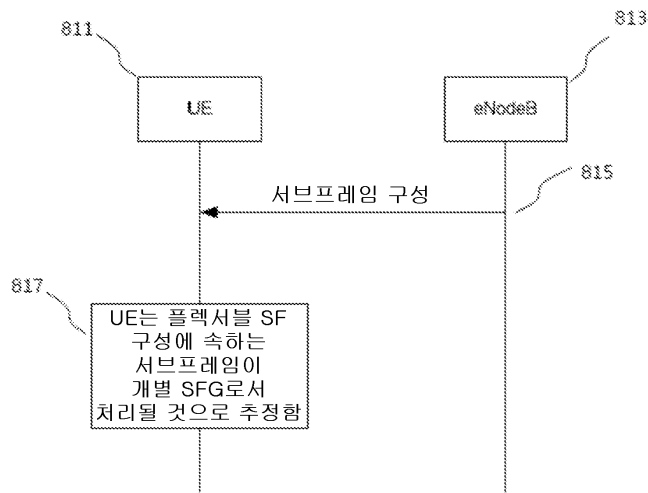 811
813
UE
eNodeB
서브프레임 구성
815
817
UE는 플렉서블 SF
구성에 속하는
서브프레임이
개별 SFG로서
처리될 것으로 추정함